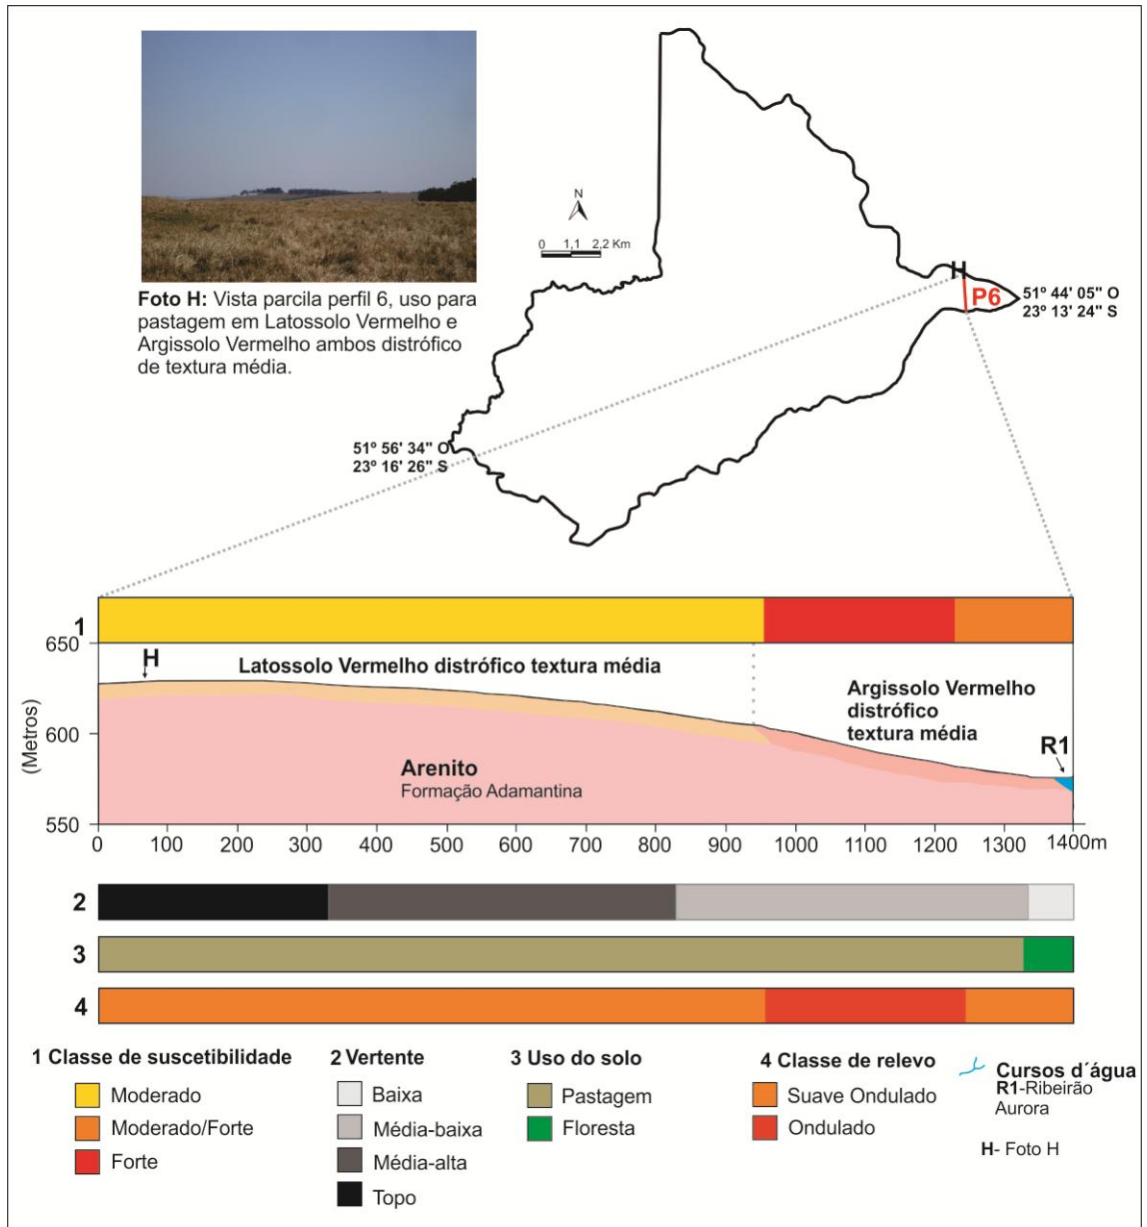 Foto H: Vista parcila perfil 6, uso para
pastagem em Latossolo Vermelho e
Argissolo Vermelho ambos distrófico
de textura média.
N
0 1,1 2,2 Km
H
P6
51º 44' 05" O
23º 13' 24" S
51º 56' 34" O
23º 16' 26" S
1
650
600
550
(Metros)
H
Latossolo Vermelho distrófico textura média
Argissolo Vermelho
distrófico
textura média
R1
Arenito
Formação Adamantina
0 100 200 300 400 500 600 700 800 900 1000 1100 1200 1300 1400m
2
3
4
1 Classe de suscetibilidade
Moderado
Moderado/Forte
Forte
2 Vertente
Baixa
Média-baixa
Média-alta
Topo
3 Uso do solo
Pastagem
Floresta
4 Classe de relevo
Suave Ondulado
Ondulado
Cursos d´água
R1-Ribeirão
Aurora
H- Foto H